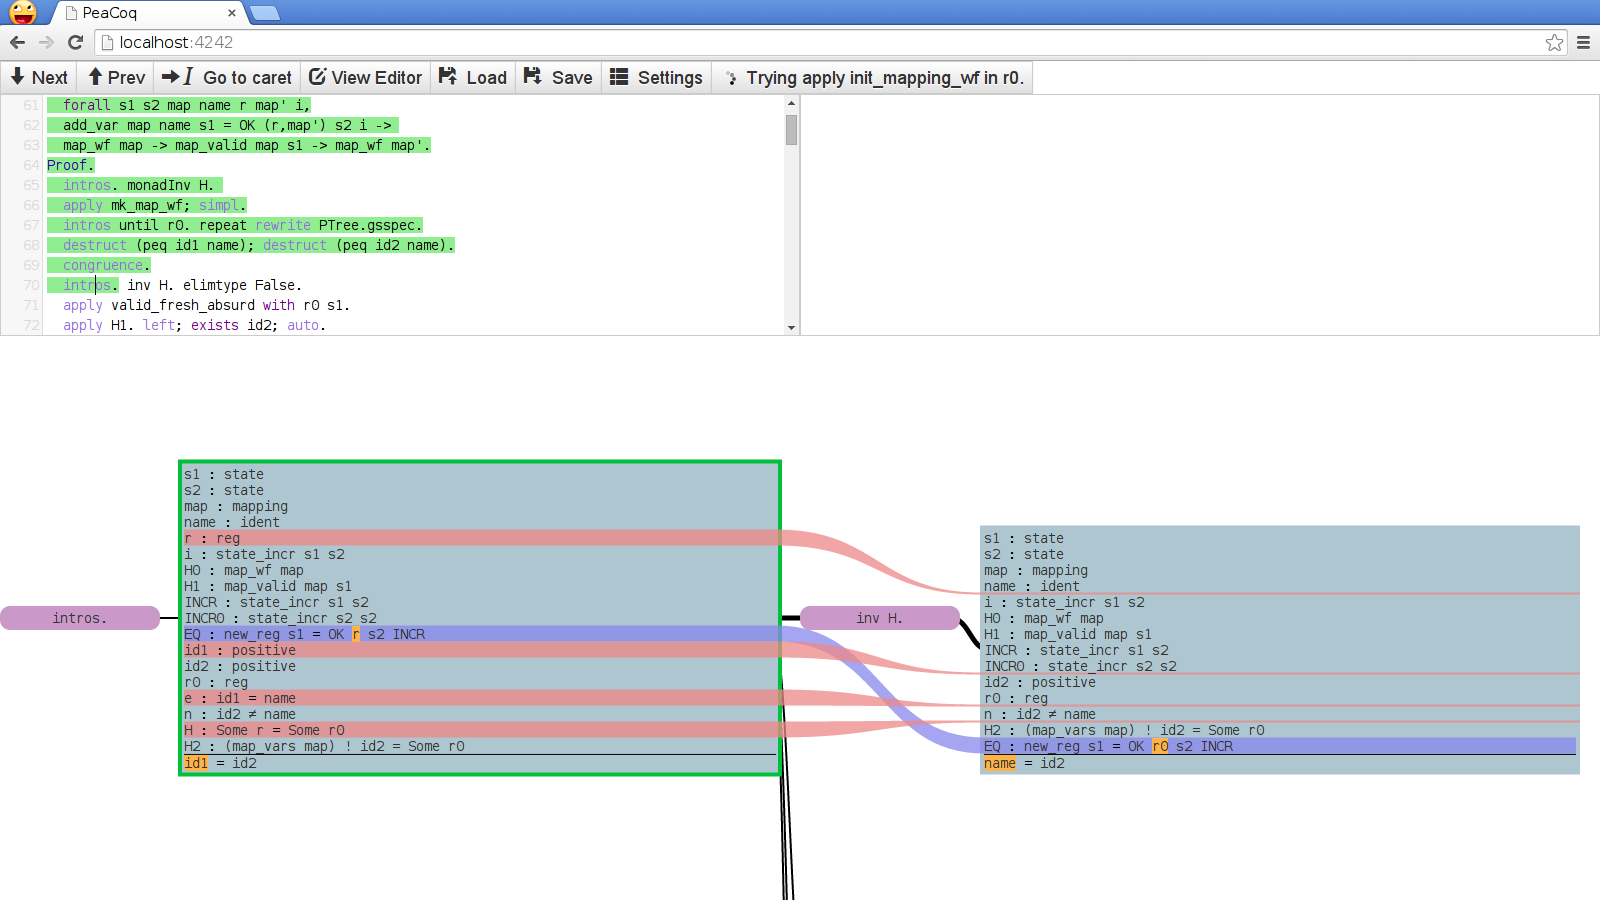 PeaCoq ×
localhost:4242
Next Prev Go to caret View Editor Load Save Settings Trying apply init_mapping_wf in r0.
61 forall s1 s2 map name r map' i,
62 add_var map name s1 = OK (r,map') s2 i ->
63 map_wf map -> map_valid map s1 -> map_wf map'.
64 Proof.
65 intros. monadInv H.
66 apply mk_map_wf; simpl.
67 intros until r0. repeat rewrite PTree.gsspec.
68 destruct (peq id1 name); destruct (peq id2 name).
69 congruence.
70 intros. inv H. elimtype False.
71 apply valid_fresh_absurd with r0 s1.
72 apply H1. left; exists id2; auto.
intros.
s1 : state
s2 : state
map : mapping
name : ident
r : reg
i : state_incr s1 s2
H0 : map_wf map
H1 : map_valid map s1
INCR : state_incr s1 s2
INCR0 : state_incr s2 s2
EQ : new_reg s1 = OK r s2 INCR
id1 : positive
id2 : positive
r0 : reg
e : id1 = name
n : id2 ≠ name
H : Some r = Some r0
H2 : (map_vars map) ! id2 = Some r0
id1 = id2
inv H.
s1 : state
s2 : state
map : mapping
name : ident
i : state_incr s1 s2
H0 : map_wf map
H1 : map_valid map s1
INCR : state_incr s1 s2
INCR0 : state_incr s2 s2
id2 : positive
r0 : reg
n : id2 ≠ name
H2 : (map_vars map) ! id2 = Some r0
EQ : new_reg s1 = OK r0 s2 INCR
name = id2